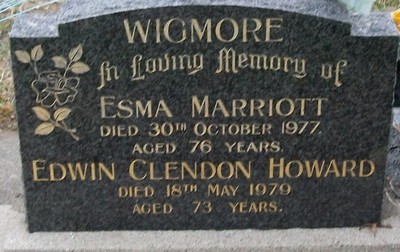 WIGMORE
In Loving Memory of
ESMA MARRIOTT
DIED 30TH OCTOBER 1977.
AGED 76 YEARS.
EDWIN CLENDON HOWARD
DIED 18TH MAY 1979
AGED 73 YEARS.